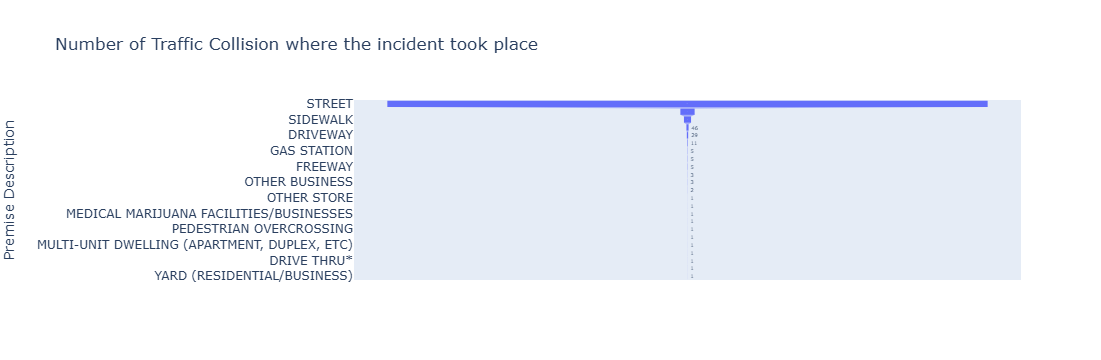 Number of Traffic Collision where the incident took place
Premise Description
STREET
SIDEWALK
46
DRIVEWAY
29
11
GAS STATION
5
5
FREEWAY
5
3
OTHER BUSINESS
3
2
OTHER STORE
1
1
MEDICAL MARIJUANA FACILITIES/BUSINESSES
1
1
PEDESTRIAN OVERCROSSING
1
1
MULTI-UNIT DWELLING (APARTMENT, DUPLEX, ETC)
1
1
DRIVE THRU*
1
1
YARD (RESIDENTIAL/BUSINESS)
1